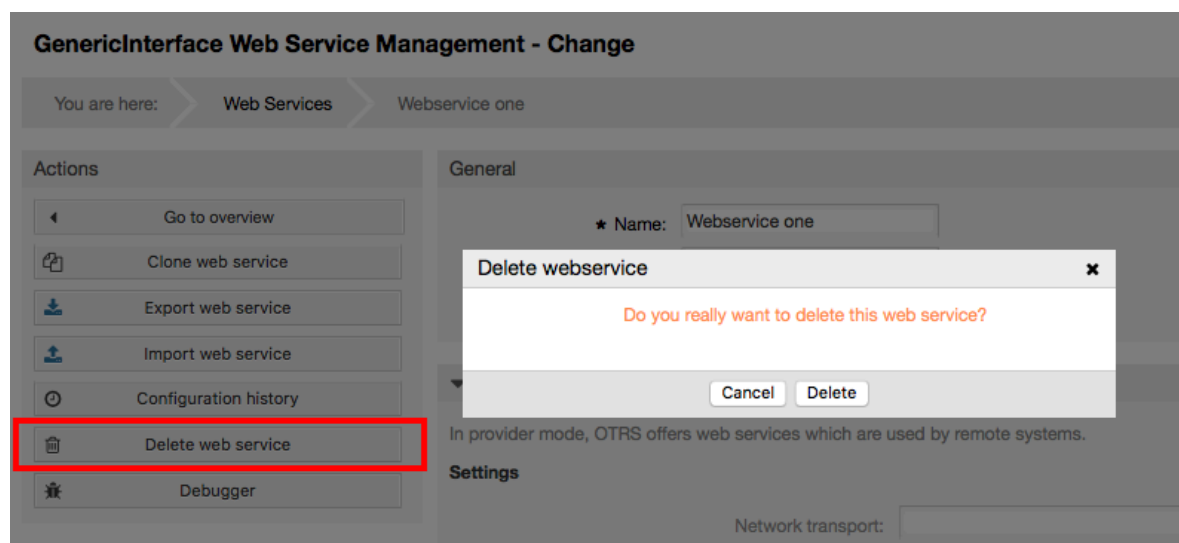 GenericInterface Web Service Management - Change
You are here: Web Services Webservice one
Actions
Go to overview
Clone web service
Export web service
Import web service
Configuration history
Delete web service
Debugger
General
★ Name: Webservice one
Delete webservice ✖
Do you really want to delete this web service?
Cancel Delete
In provider mode, OTRS offers web services which are used by remote systems.
Settings
Network transport: